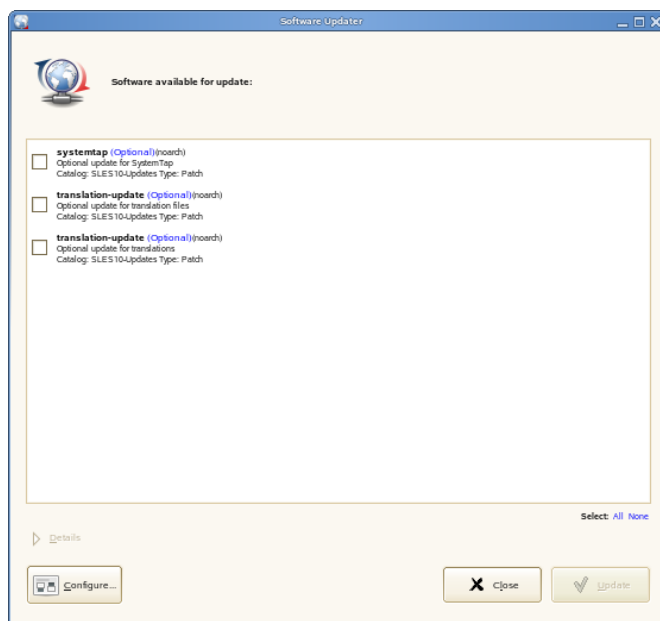 Software Updater
Software available for update:
systemtap (Optional)(noarch)
Optional update for SystemTap
Catalog: SLES10-Updates Type: Patch
translation-update (Optional)(noarch)
Optional update for translation files
Catalog: SLES10-Updates Type: Patch
translation-update (Optional)(noarch)
Optional update for translations
Catalog: SLES10-Updates Type: Patch
Select: All None
Details
Configure... Close Update